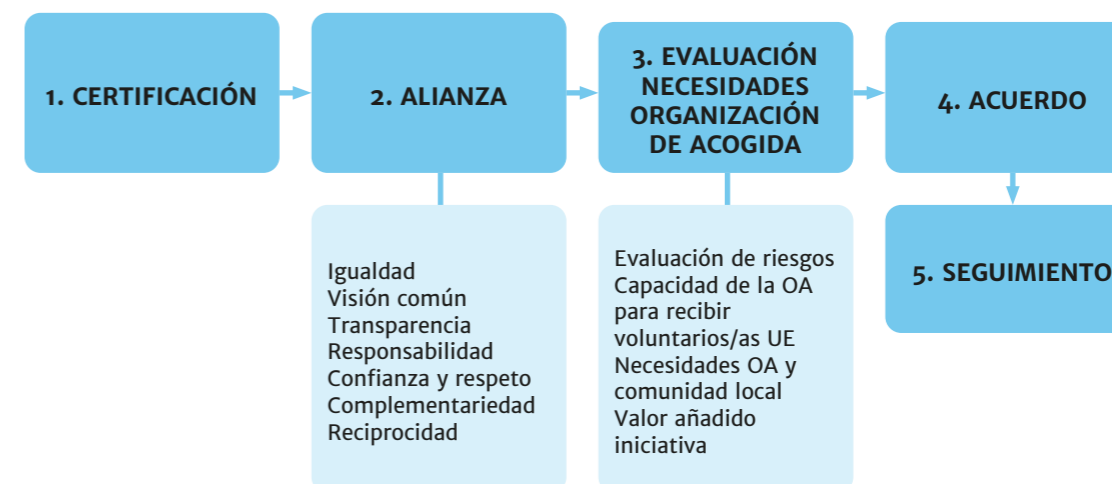 1. CERTIFICACIÓN
2. ALIANZA
3. EVALUACIÓN
NECESIDADES
ORGANIZACIÓN
DE ACOGIDA
4. ACUERDO
Igualdad
Visión común
Transparencia
Responsabilidad
Confianza y respeto
Complementariedad
Reciprocidad
Evaluación de riesgos
Capacidad de la OA
para recibir
voluntarios/as UE
Necesidades OA y
comunidad local
Valor añadido
iniciativa
5. SEGUIMIENTO